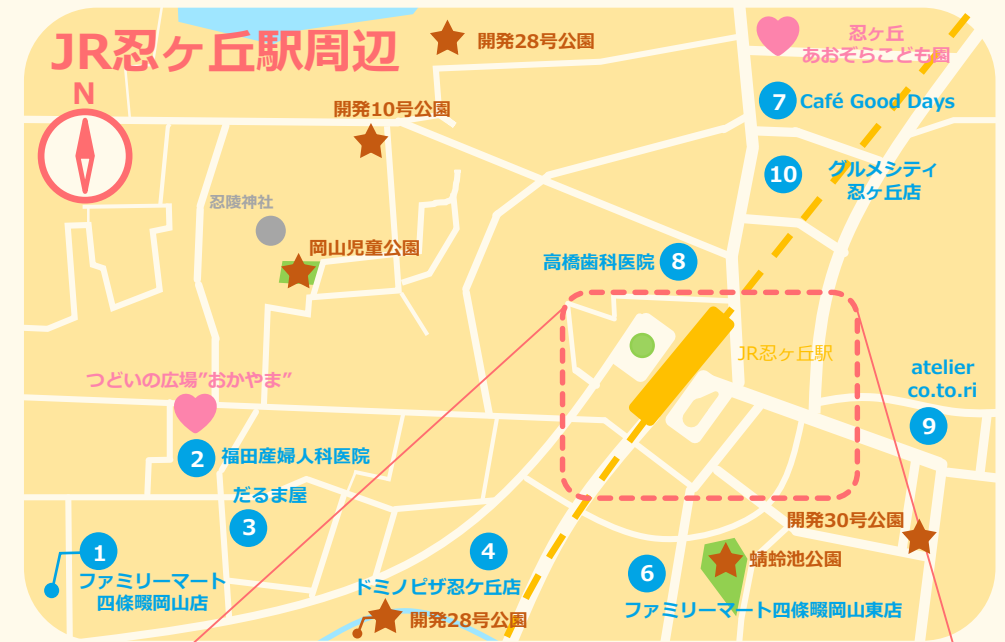 JR忍ヶ丘駅周辺
N
開発28号公園
忍ヶ丘
あおぞらこども園
7
Café Good Days
開発10号公園
10
グルメシティ
忍ヶ丘店
忍陵神社
岡山児童公園
高橋歯科医院
8
JR忍ヶ丘駅
つどいの広場”おかやま”
atelier
co.to.ri
9
2
福田産婦人科医院
だるま屋
3
開発30号公園
1
ファミリーマート
四條畷岡山店
4
ドミノピザ忍ケ丘店
蜻蛉池公園
6
ファミリーマート四條畷岡山東店
開発28号公園